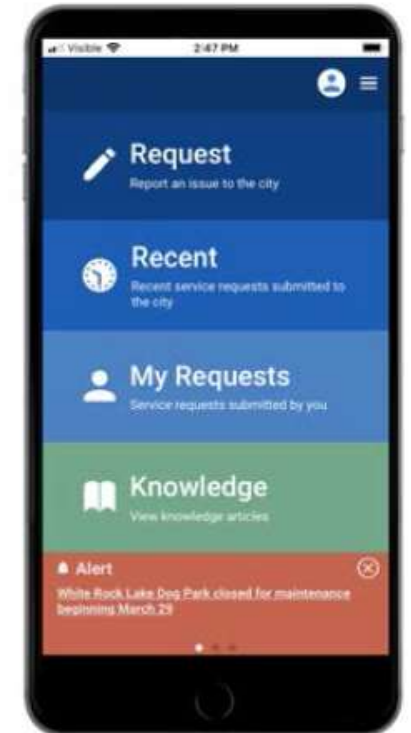 Visible
2:47 PM
Request
Report an issue to the city
Recent
Recent service requests submitted to
the city
My Requests
Service requests submitted by you
Knowledge
View knowledge articles
Alert
White Rock Lake Dog Park closed for maintenance
beginning March 29